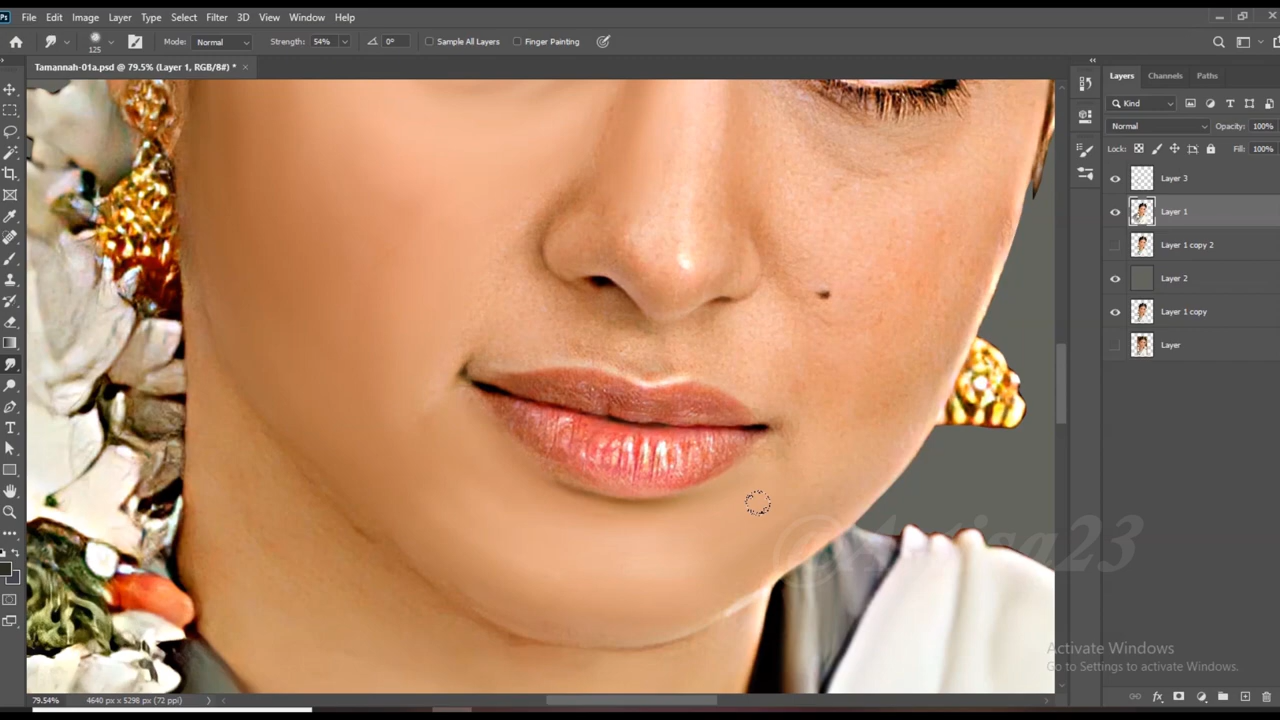 Ps File Edit Image Layer Type Select Filter 3D View Window Help
125 Mode: Normal Strength: 54% 0° Sample All Layers Finger Painting
Tamannah-01a.psd @ 79.5% (Layer 1, RGB/8#) * ×
Layers Channels Paths
Kind
Normal Opacity: 100%
Lock: Fill: 100%
Layer 3
Layer 1
Layer 1 copy 2
Layer 2
Layer 1 copy
Layer
Activate Windows
Go to Settings to activate Windows.
79.54% 4640 px x 5298 px (72 ppi)